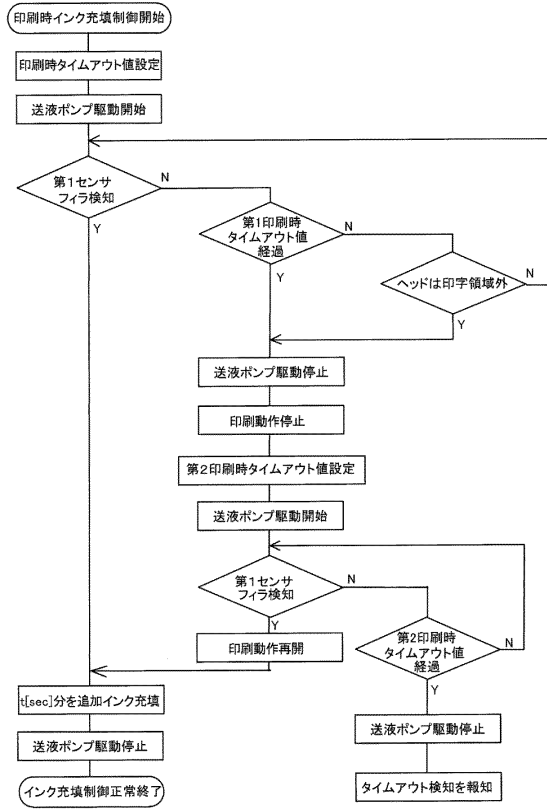 印刷時インク充填制御開始
印刷時タイムアウト値設定
送液ポンプ駆動開始
第1センサ
フィラ検知
N
Y
第1印刷時
タイムアウト値
経過
N
Y
ヘッドは印字領域外
N
Y
送液ポンプ駆動停止
印刷動作停止
第2印刷時タイムアウト値設定
送液ポンプ駆動開始
第1センサ
フィラ検知
N
Y
印刷動作再開
第2印刷時
タイムアウト値
経過
N
Y
t[sec]分を追加インク充填
送液ポンプ駆動停止
インク充填制御正常終了
送液ポンプ駆動停止
タイムアウト検知を報知